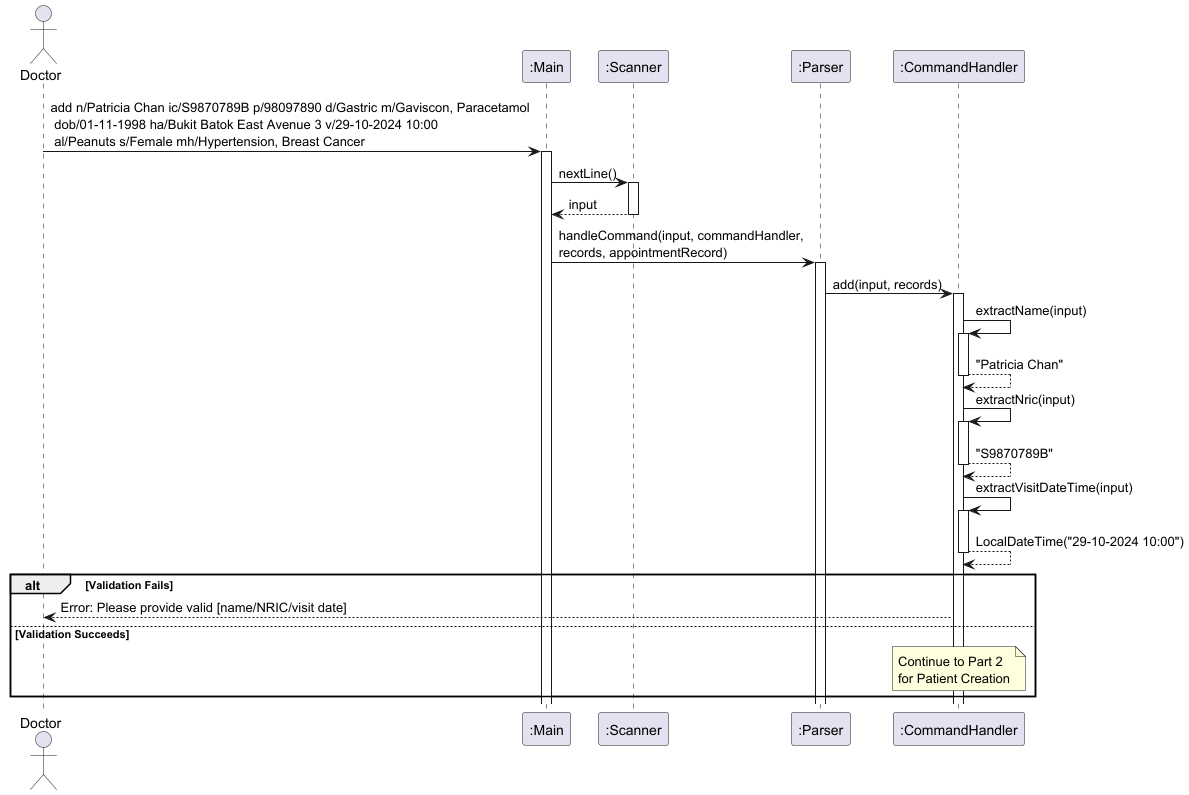 Doctor
:Main
:Scanner
:Parser
:CommandHandler
add n/Patricia Chan ic/S9870789B p/98097890 d/Gastric m/Gaviscon, Paracetamol
dob/01-11-1998 ha/Bukit Batok East Avenue 3 v/29-10-2024 10:00
al/Peanuts s/Female mh/Hypertension, Breast Cancer
nextLine()
input
handleCommand(input, commandHandler,
records, appointmentRecord)
add(input, records)
extractName(input)
"Patricia Chan"
extractNric(input)
"S9870789B"
extractVisitDateTime(input)
LocalDateTime("29-10-2024 10:00")
alt
[Validation Fails]
Error: Please provide valid [name/NRIC/visit date]
[Validation Succeeds]
Continue to Part 2
for Patient Creation
Doctor
:Main
:Scanner
:Parser
:CommandHandler